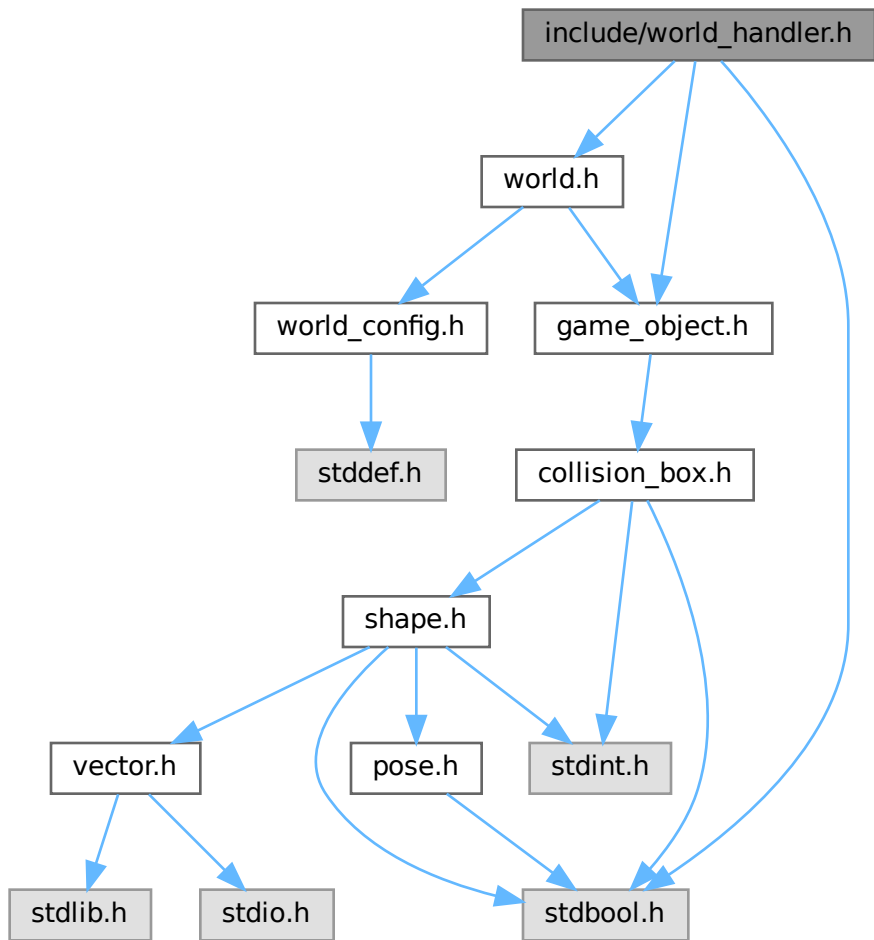 include/world_handler.h
world.h
world_config.h
game_object.h
stddef.h
collision_box.h
shape.h
vector.h
pose.h
stdint.h
stdlib.h
stdio.h
stdbool.h